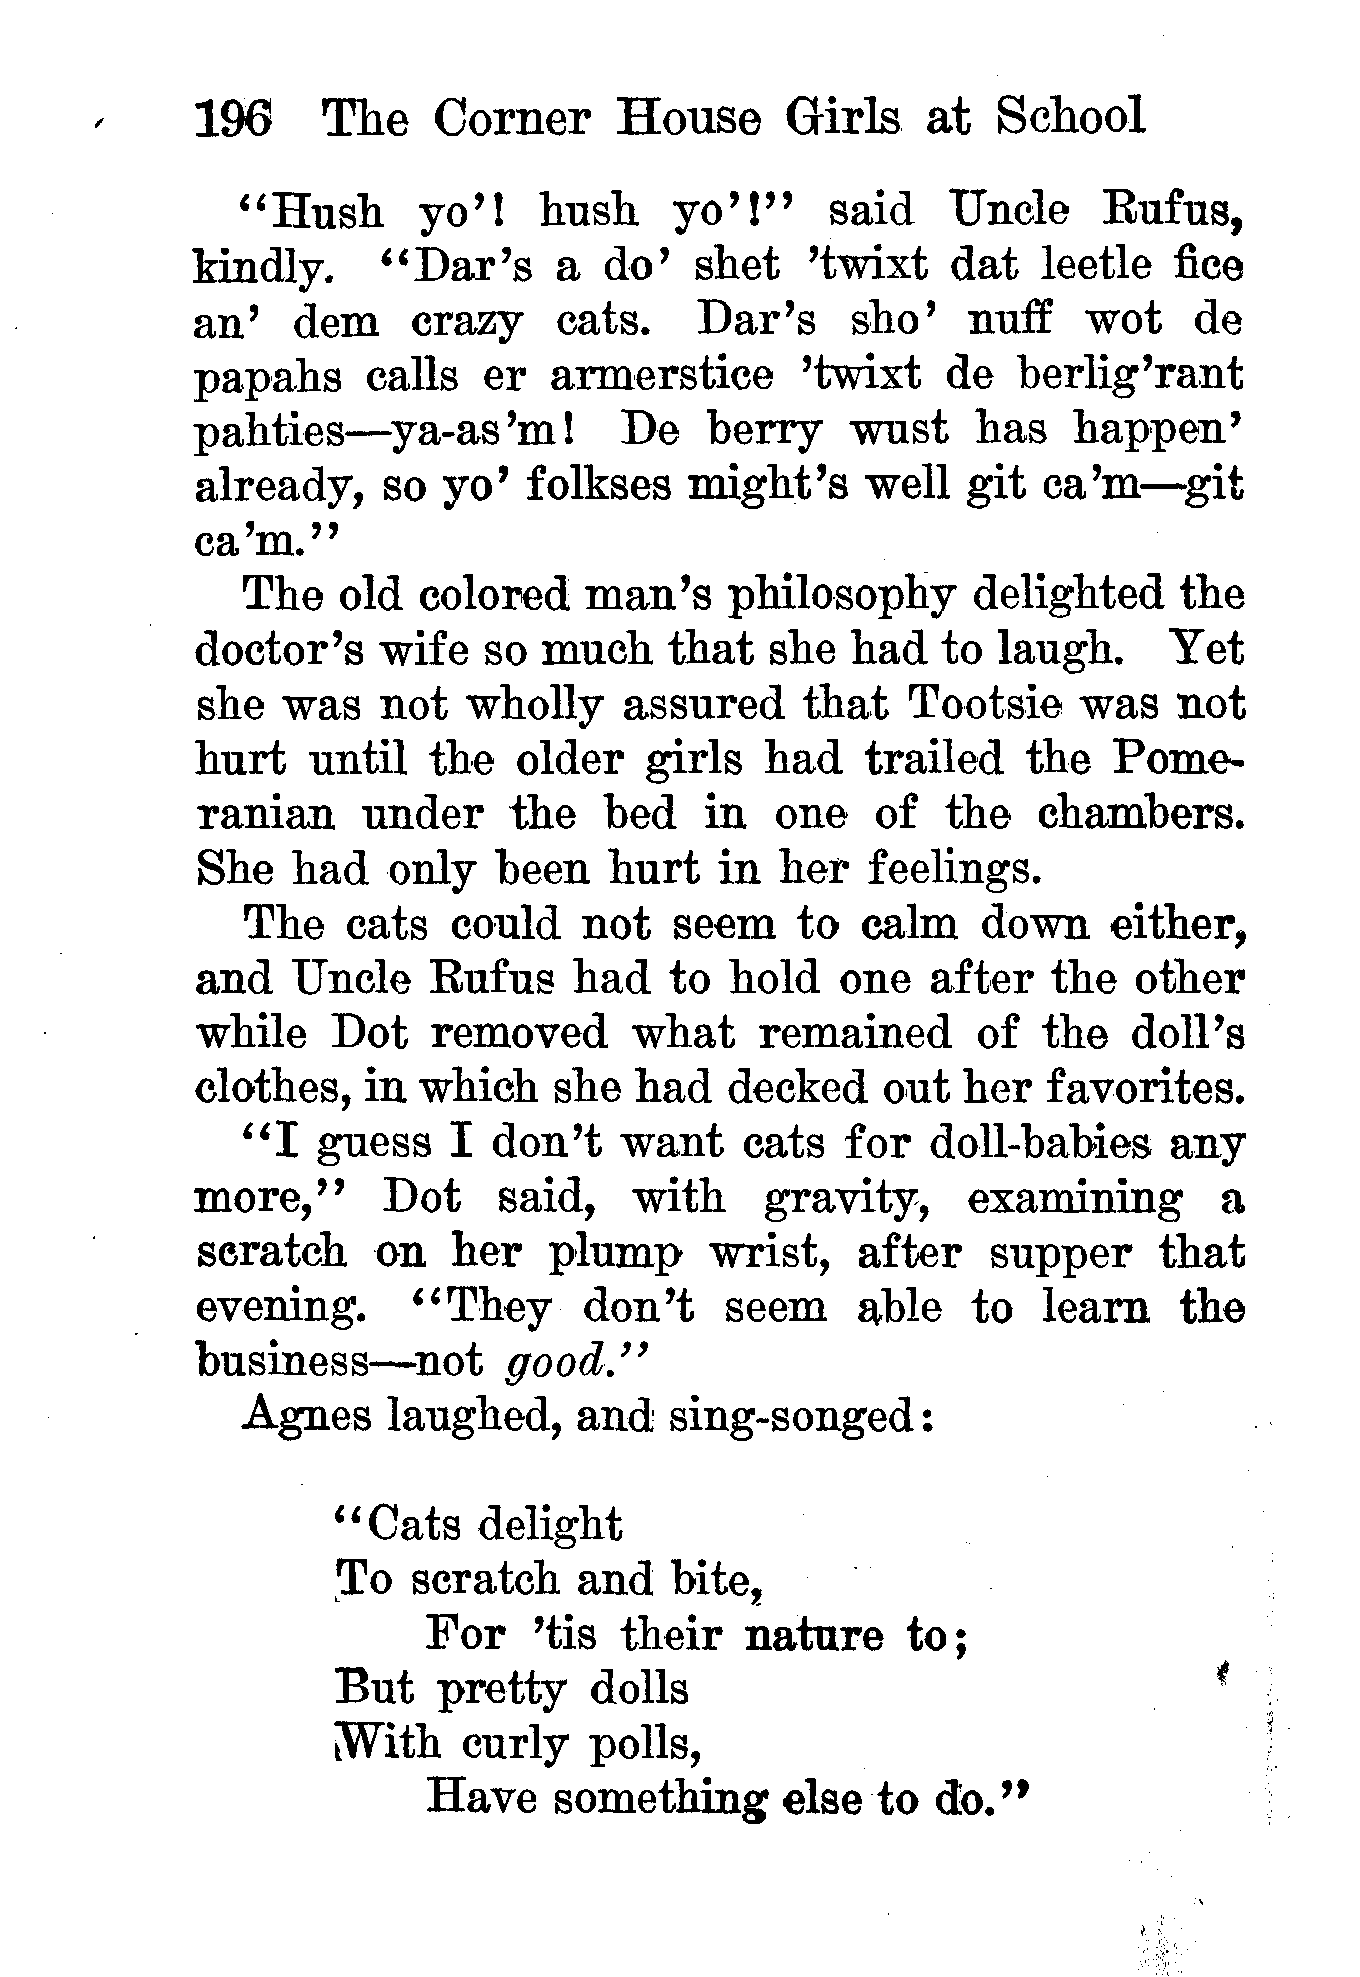 196 The Corner House Girls at School
“Hush yo’! hush yo’!” said Uncle Rufus,
kindly. “Dar’s a do’ shet ’twixt dat leetle fice
an’ dem crazy cats. Dar’s sho’ nuff wot de
papahs calls er armerstice ’twixt de berlig’rant
pahties—ya-as’m! De berry wust has happen’
already, so yo’ folkses might’s well git ca’m—git
ca’m.”
The old colored man’s philosophy delighted the
doctor’s wife so much that she had to laugh. Yet
she was not wholly assured that Tootsie was not
hurt until the older girls had trailed the Pome-
ranian under the bed in one of the chambers.
She had only been hurt in her feelings.
The cats could not seem to calm down either,
and Uncle Rufus had to hold one after the other
while Dot removed what remained of the doll’s
clothes, in which she had decked out her favorites.
“I guess I don’t want cats for doll-babies any
more,” Dot said, with gravity, examining a
scratch on her plump wrist, after supper that
evening. “They don’t seem able to learn the
business—not good.”
Agnes laughed, and sing-songed:
“Cats delight
To scratch and bite,
For ’tis their nature to;
But pretty dolls
With curly polls,
Have something else to do.”